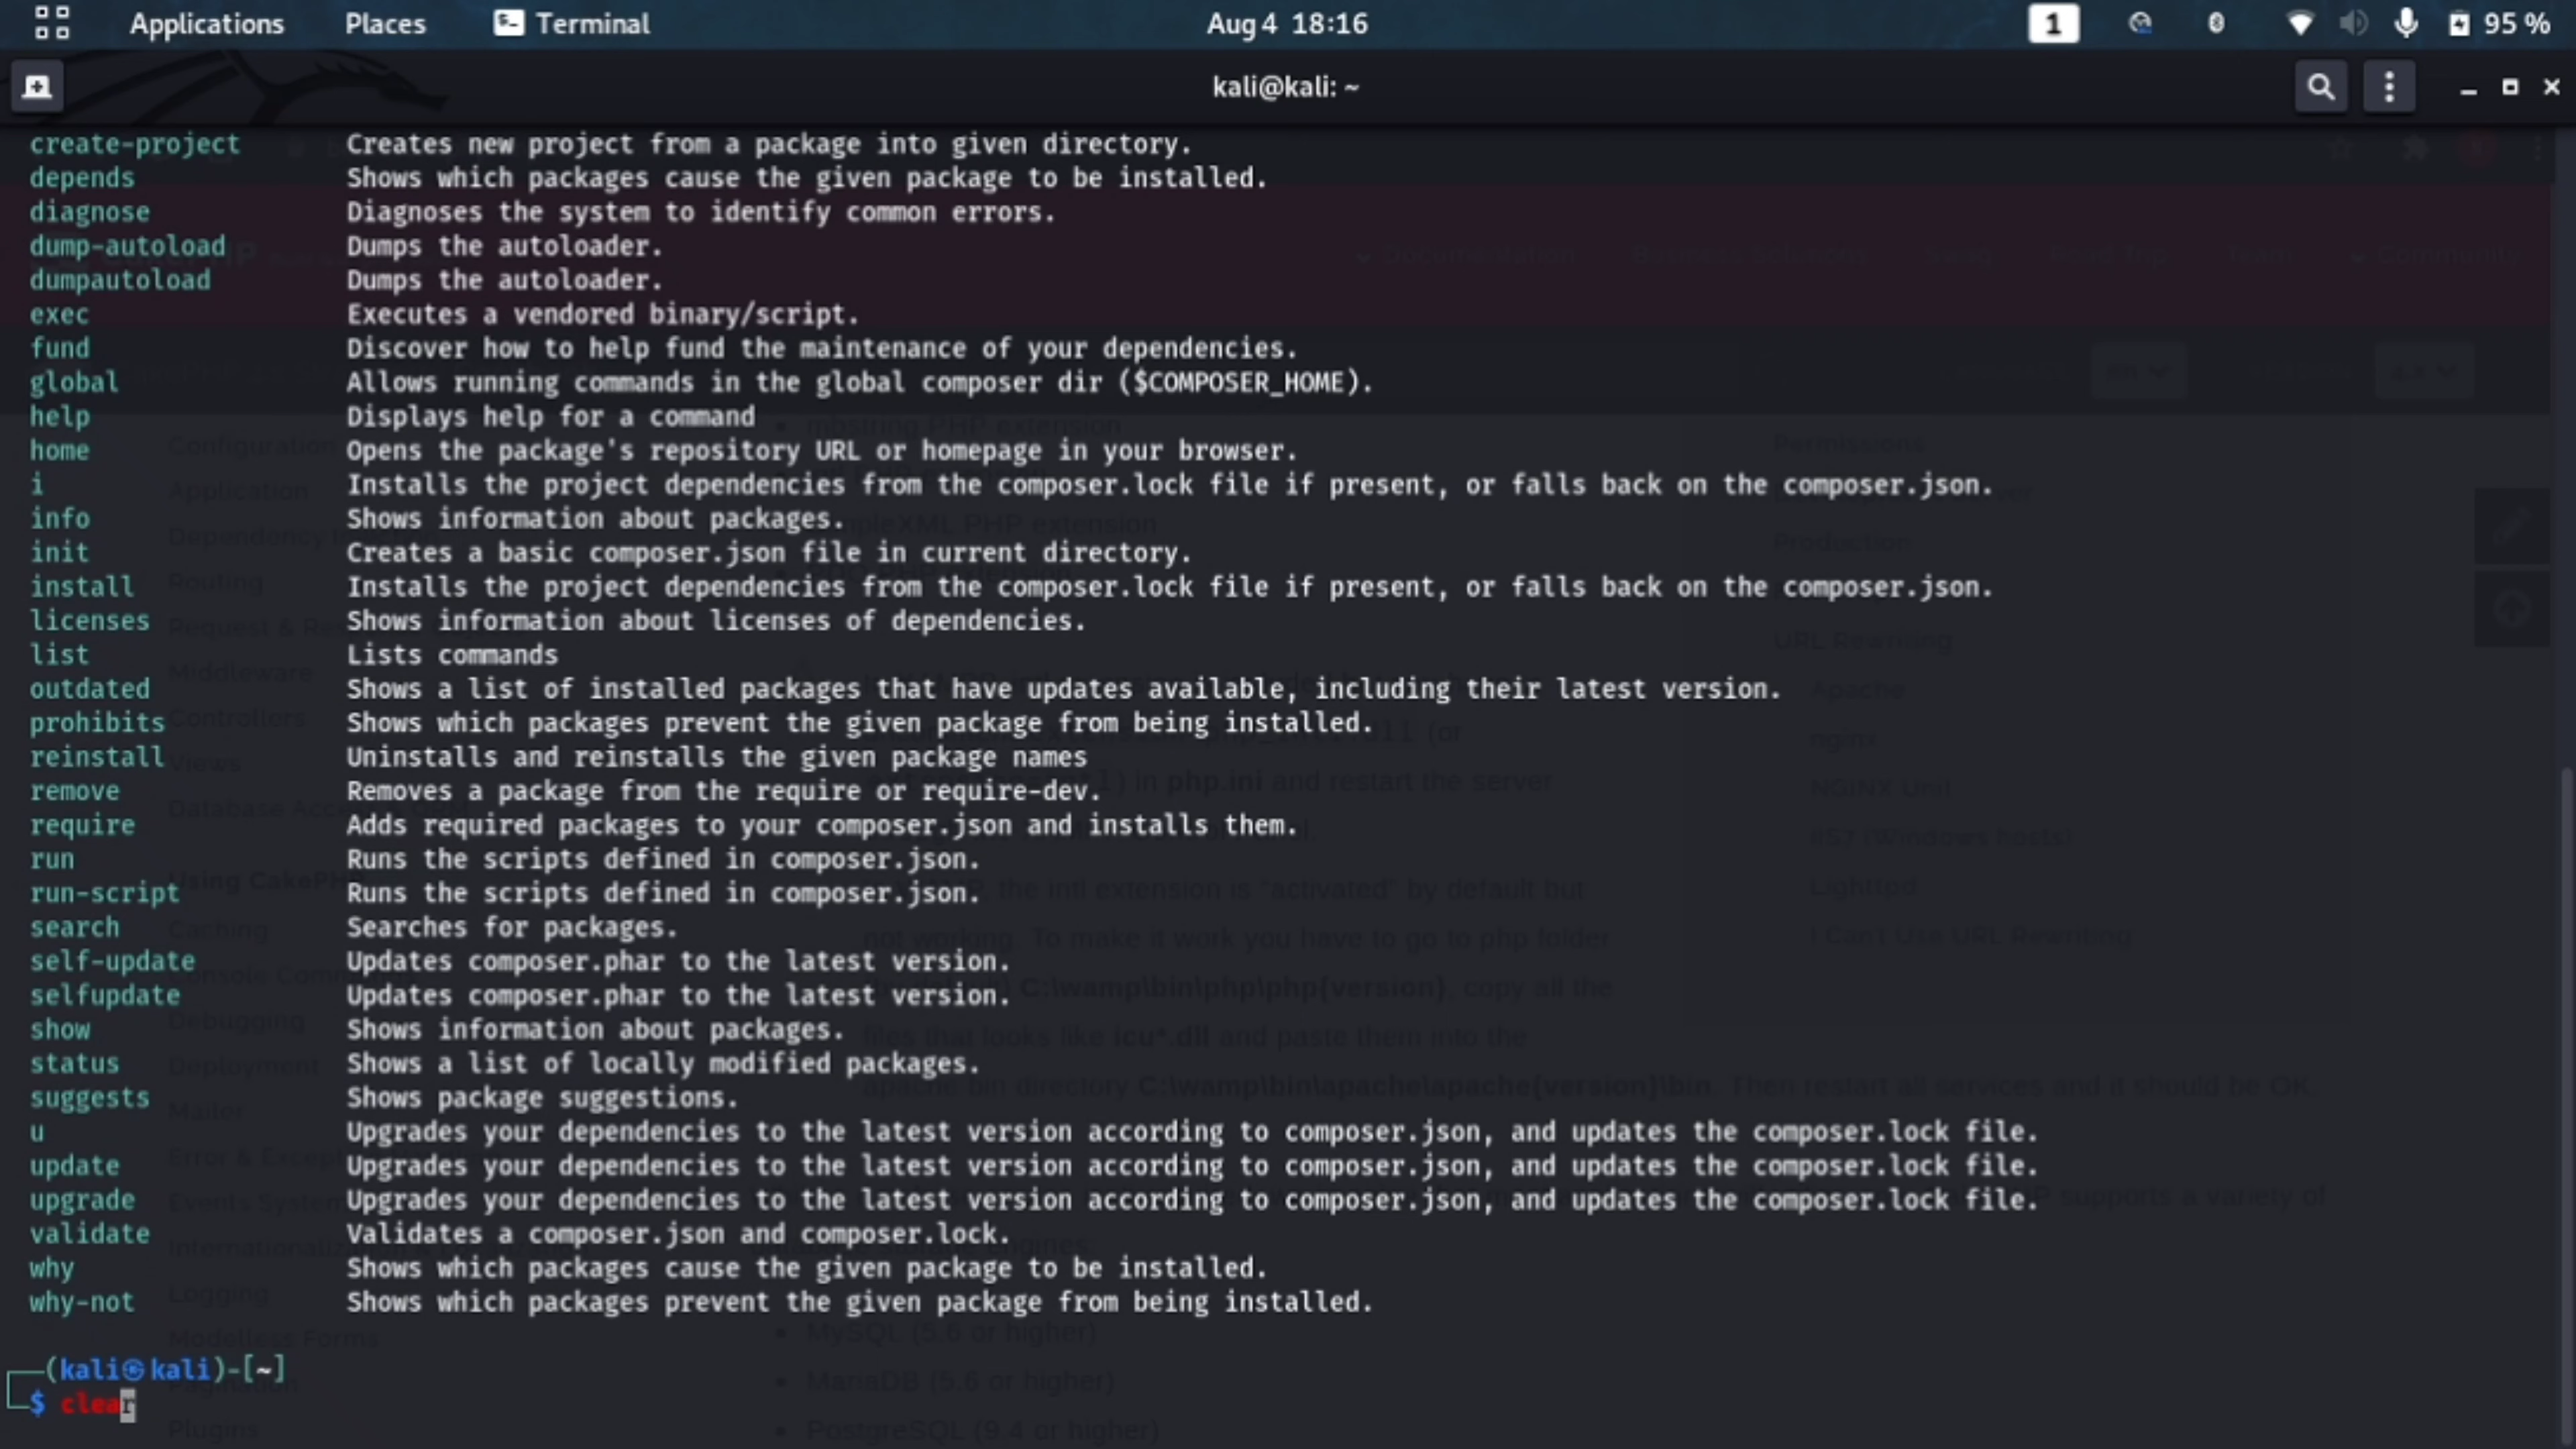 Applications Places Terminal Aug 4 18:16 1 95 %
kali@kali: ~
create-project Creates new project from a package into given directory.
depends Shows which packages cause the given package to be installed.
diagnose Diagnoses the system to identify common errors.
dump-autoload Dumps the autoloader.
dumpautoload Dumps the autoloader.
exec Executes a vendored binary/script.
fund Discover how to help fund the maintenance of your dependencies.
global Allows running commands in the global composer dir ($COMPOSER_HOME).
help Displays help for a command
home Opens the package's repository URL or homepage in your browser.
i Installs the project dependencies from the composer.lock file if present, or falls back on the composer.json.
info Shows information about packages.
init Creates a basic composer.json file in current directory.
install Installs the project dependencies from the composer.lock file if present, or falls back on the composer.json.
licenses Shows information about licenses of dependencies.
list Lists commands
outdated Shows a list of installed packages that have updates available, including their latest version.
prohibits Shows which packages prevent the given package from being installed.
reinstall Uninstalls and reinstalls the given package names
remove Removes a package from the require or require-dev.
require Adds required packages to your composer.json and installs them.
run Runs the scripts defined in composer.json.
run-script Runs the scripts defined in composer.json.
search Searches for packages.
self-update Updates composer.phar to the latest version.
selfupdate Updates composer.phar to the latest version.
show Shows information about packages.
status Shows a list of locally modified packages.
suggests Shows package suggestions.
u Upgrades your dependencies to the latest version according to composer.json, and updates the composer.lock file.
update Upgrades your dependencies to the latest version according to composer.json, and updates the composer.lock file.
upgrade Upgrades your dependencies to the latest version according to composer.json, and updates the composer.lock file.
validate Validates a composer.json and composer.lock.
why Shows which packages cause the given package to be installed.
why-not Shows which packages prevent the given package from being installed.
(kali㉿kali)-[~]
$ clear